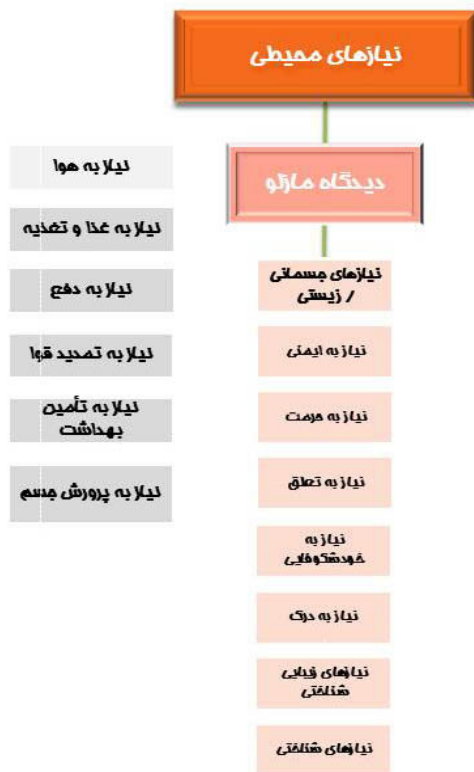 نیازهای محیطی
دیدگاه مازلو
نیازهای جسمانی
/ زیستی
نیاز به ایمنی
نیاز به حرمت
نیاز به تعلق
نیاز به
خودشکوفایی
نیاز به درک
نیازهای زیبایی
شناختی
نیازهای شناختی
نیاز به هوا
نیاز به غذا و تغذیه
نیاز به دفع
نیاز به تمدید قوا
نیاز به تأمین
بهداشت
نیاز به پرورش جسم